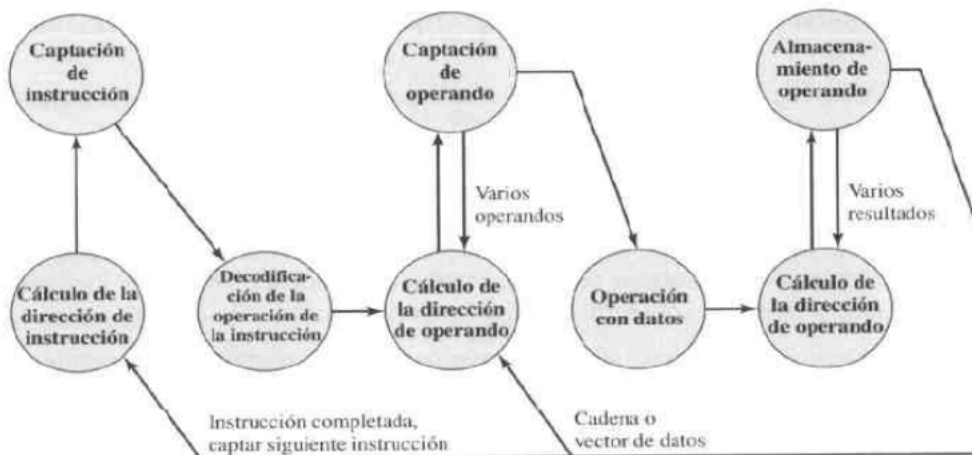 Captación
de
instrucción
Captación
de
operando
Almacena-
miento de
operando
Varios
operandos
Varios
resultados
Cálculo de la
dirección de
instrucción
Decodifica-
ción de la
operación de
la instrucción
Cálculo de
la dirección
de operando
Operación
con datos
Cálculo de
la dirección
de operando
Instrucción completada,
captar siguiente instrucción
Cadena o
vector de datos